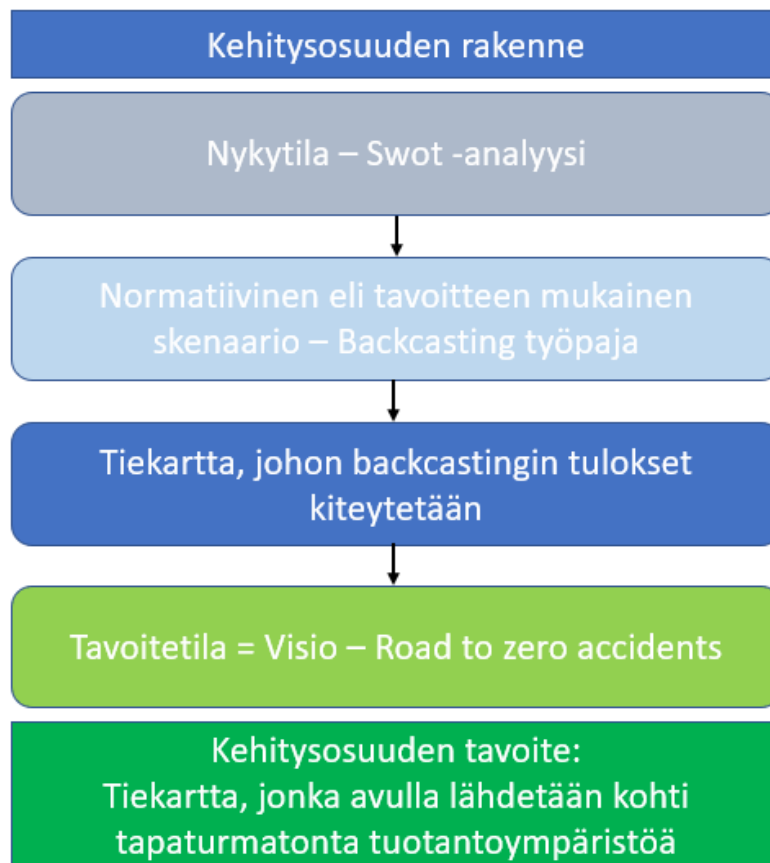 Kehitysosuuden rakenne
Nykytila – Swot -analyysi
Normatiivinen eli tavoitteen mukainen
skenaario – Backcasting työpaja
Tiekartta, johon backcastingin tulokset
kiteytetään
Tavoitetila = Visio – Road to zero accidents
Kehitysosuuden tavoite:
Tiekartta, jonka avulla lähdetään kohti
tapaturmatonta tuotantoympäristöä